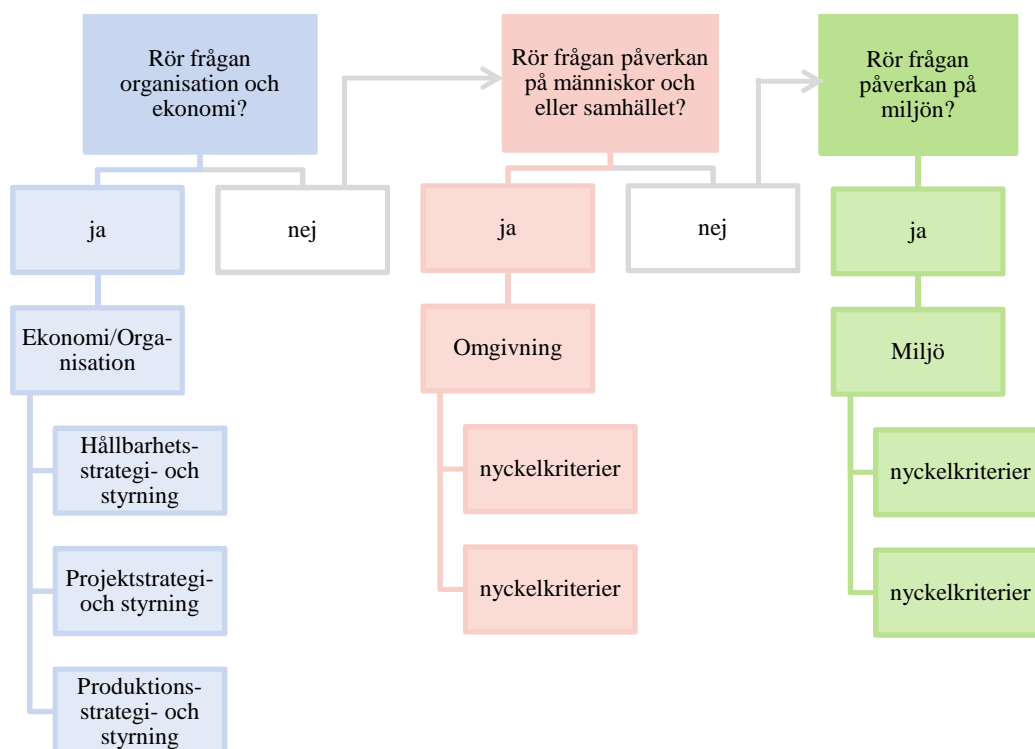 Rör frågan
organisation och
ekonomi?
Rör frågan påverkan
på människor och
eller samhället?
Rör frågan
påverkan på
miljön?
ja
nej
ja
nej
ja
Ekonomi/Orga-
nisation
Omgivning
Miljö
Hållbarhets-
strategi- och
styrning
nyckelkriterier
nyckelkriterier
Projektstrategi-
och styrning
nyckelkriterier
nyckelkriterier
Produktions-
strategi- och
styrning